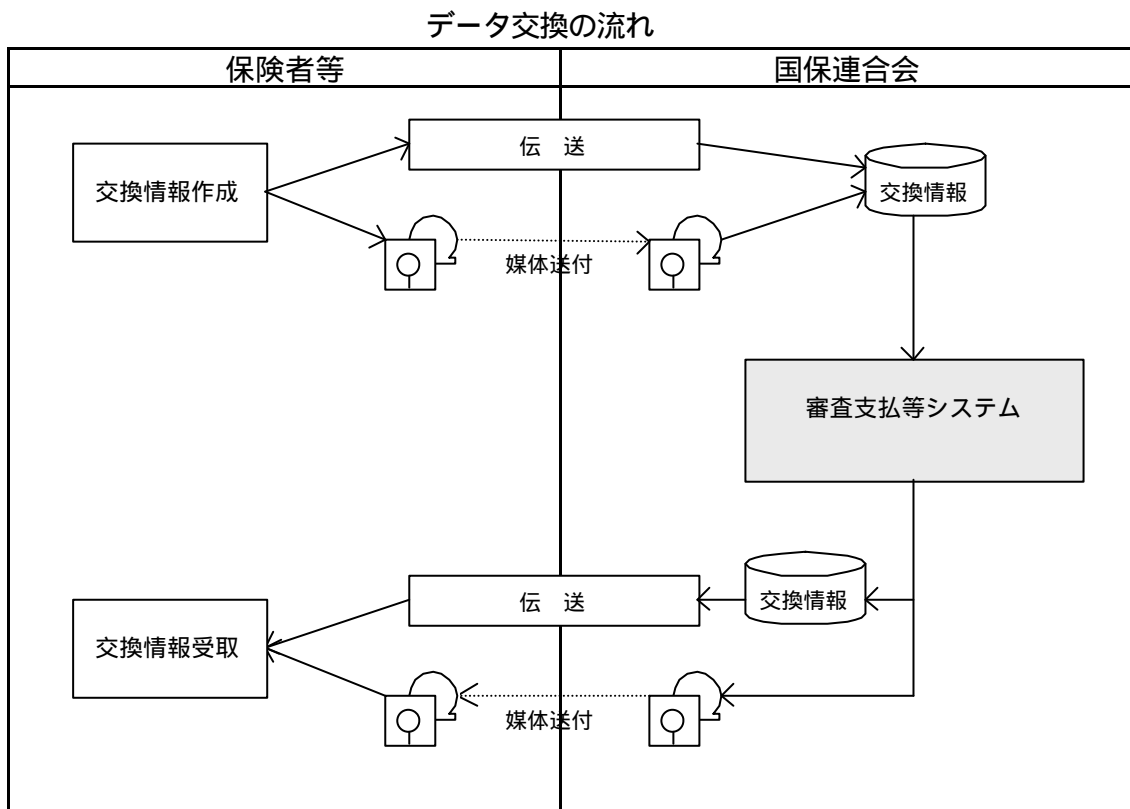 データ交換の流れ
保険者等
国保連合会
伝　送
交換情報作成
交換情報
媒体送付
審査支払等システム
伝　送
交換情報
交換情報受取
媒体送付